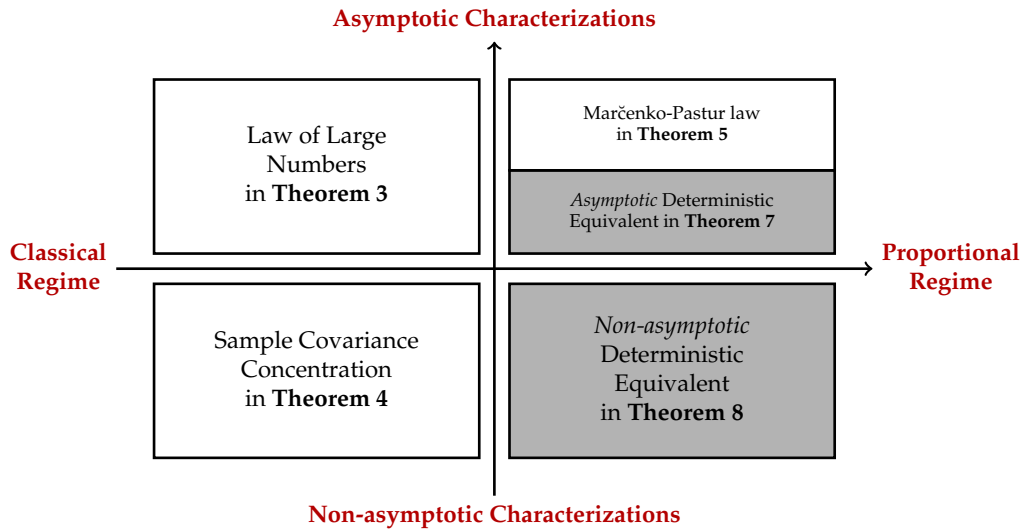 Asymptotic Characterizations
Law of Large
Numbers
in Theorem 3
Marčenko-Pastur law
in Theorem 5
Asymptotic Deterministic
Equivalent in Theorem 7
Classical
Regime
Proportional
Regime
Sample Covariance
Concentration
in Theorem 4
Non-asymptotic
Deterministic
Equivalent
in Theorem 8
Non-asymptotic Characterizations